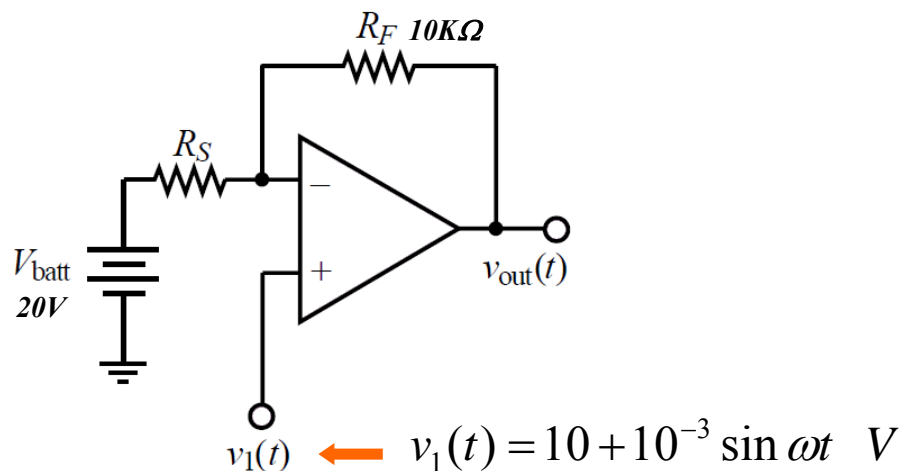 R_F 10KΩ
R_S
−
+
V_batt
20V
v_out(t)
v_1(t)
v_1(t) = 10 + 10^{-3} sin ωt V